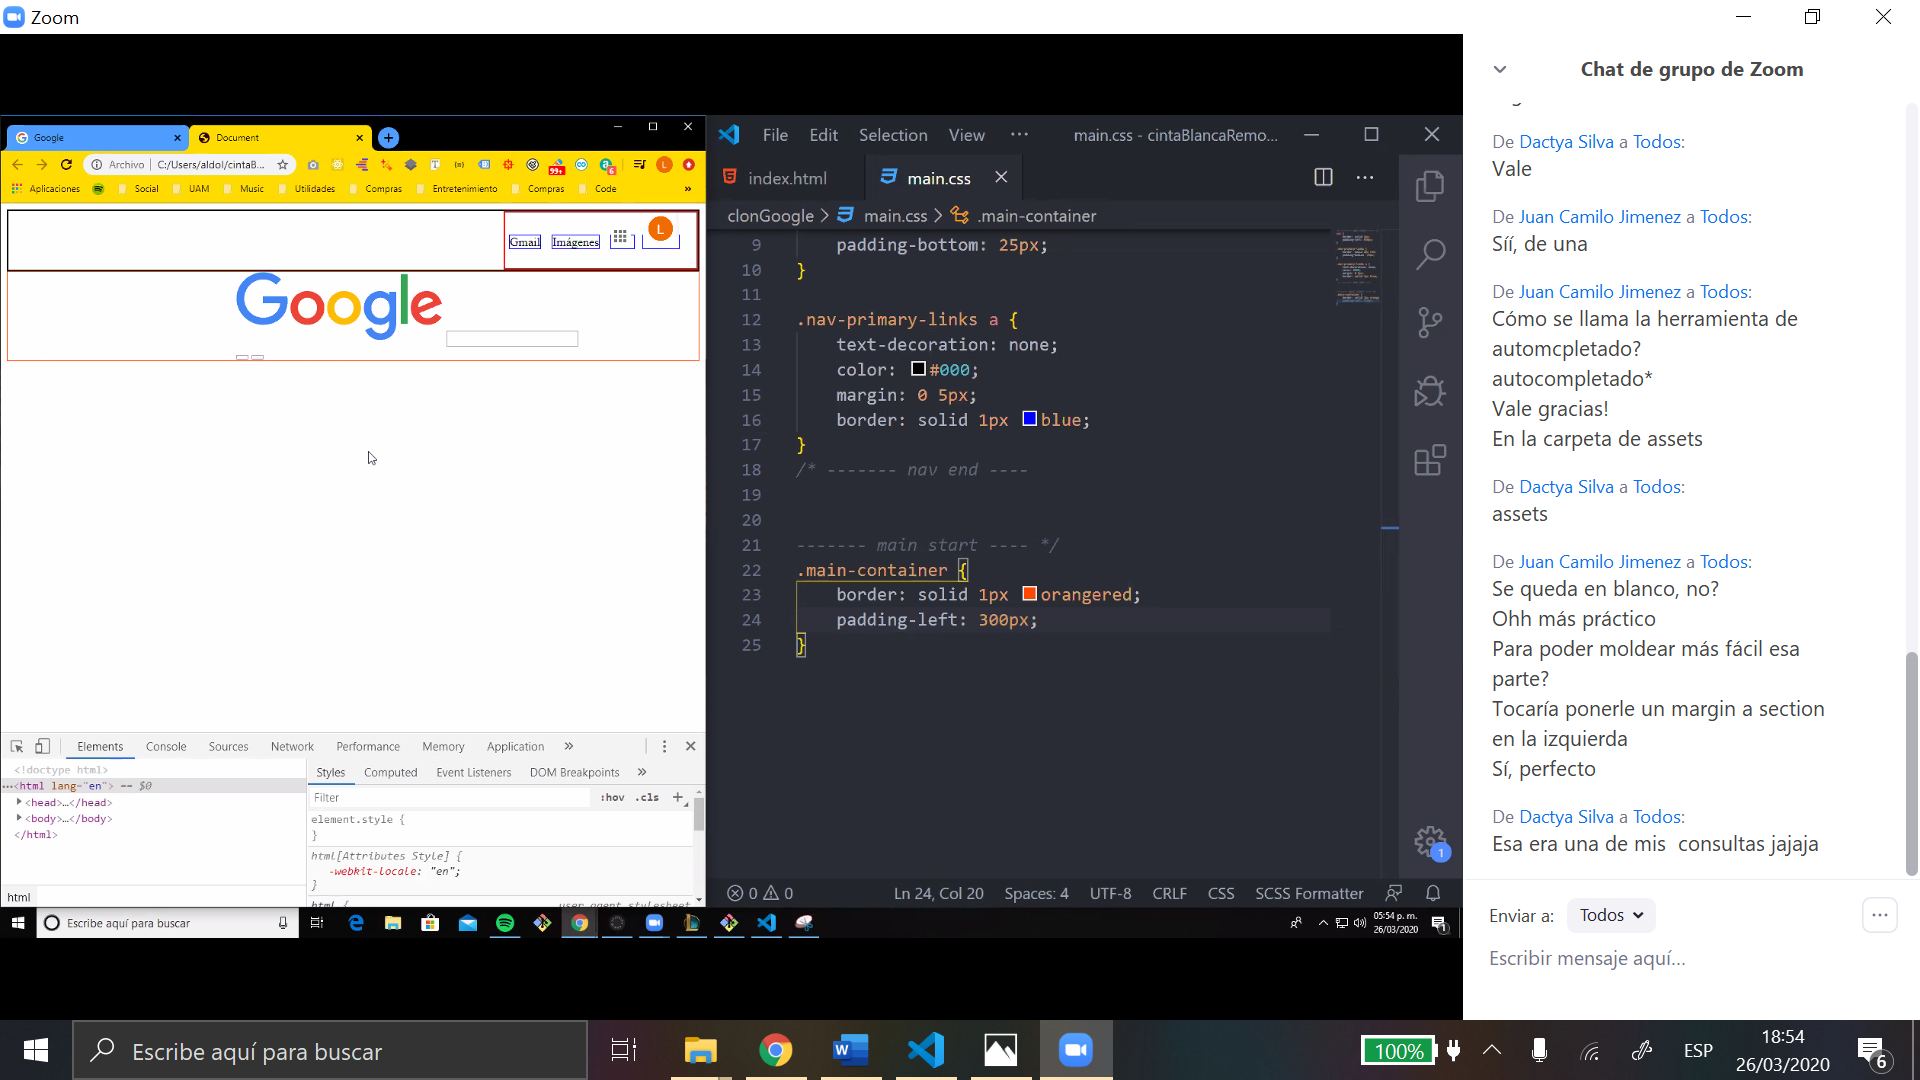 Zoom
Google
Document
Archivo
C:/Users/aldol/cintaB...
99+
6
L
Aplicaciones
Social
UAM
Music
Utilidades
Compras
Entretenimiento
Compras
Code
»
Gmail
Imágenes
L
Google
Elements
Console
Sources
Network
Performance
Memory
Application
»
<!doctype html>
...<html lang="en"> == $0
<head>…</head>
<body>…</body>
</html>
html
Styles
Computed
Event Listeners
DOM Breakpoints
»
Filter
:hov
.cls
+
element.style {
}
html[Attributes Style] {
-webkit-locale: "en";
}
html {
user agent stylesheet
Escribe aquí para buscar
05:54 p. m.
26/03/2020
1
File
Edit
Selection
View
···
main.css - cintaBlancaRemo...
index.html
main.css
clonGoogle > main.css > .main-container
9 padding-bottom: 25px;
10 }
11
12 .nav-primary-links a {
13 text-decoration: none;
14 color: #000;
15 margin: 0 5px;
16 border: solid 1px blue;
17 }
18 /* ------- nav end ----
19
20
21 ------- main start ---- */
22 .main-container {
23 border: solid 1px orangered;
24 padding-left: 300px;
25 }
1
0
0
Ln 24, Col 20
Spaces: 4
UTF-8
CRLF
CSS
SCSS Formatter
Chat de grupo de Zoom
De Dactya Silva a Todos:
Vale
De Juan Camilo Jimenez a Todos:
Síí, de una
De Juan Camilo Jimenez a Todos:
Cómo se llama la herramienta de
automcpletado?
autocompletado*
Vale gracias!
En la carpeta de assets
De Dactya Silva a Todos:
assets
De Juan Camilo Jimenez a Todos:
Se queda en blanco, no?
Ohh más práctico
Para poder moldear más fácil esa
parte?
Tocaría ponerle un margin a section
en la izquierda
Sí, perfecto
De Dactya Silva a Todos:
Esa era una de mis  consultas jajaja
Enviar a:
Todos
Escribir mensaje aquí...
Escribe aquí para buscar
100%
ESP
18:54
26/03/2020
6